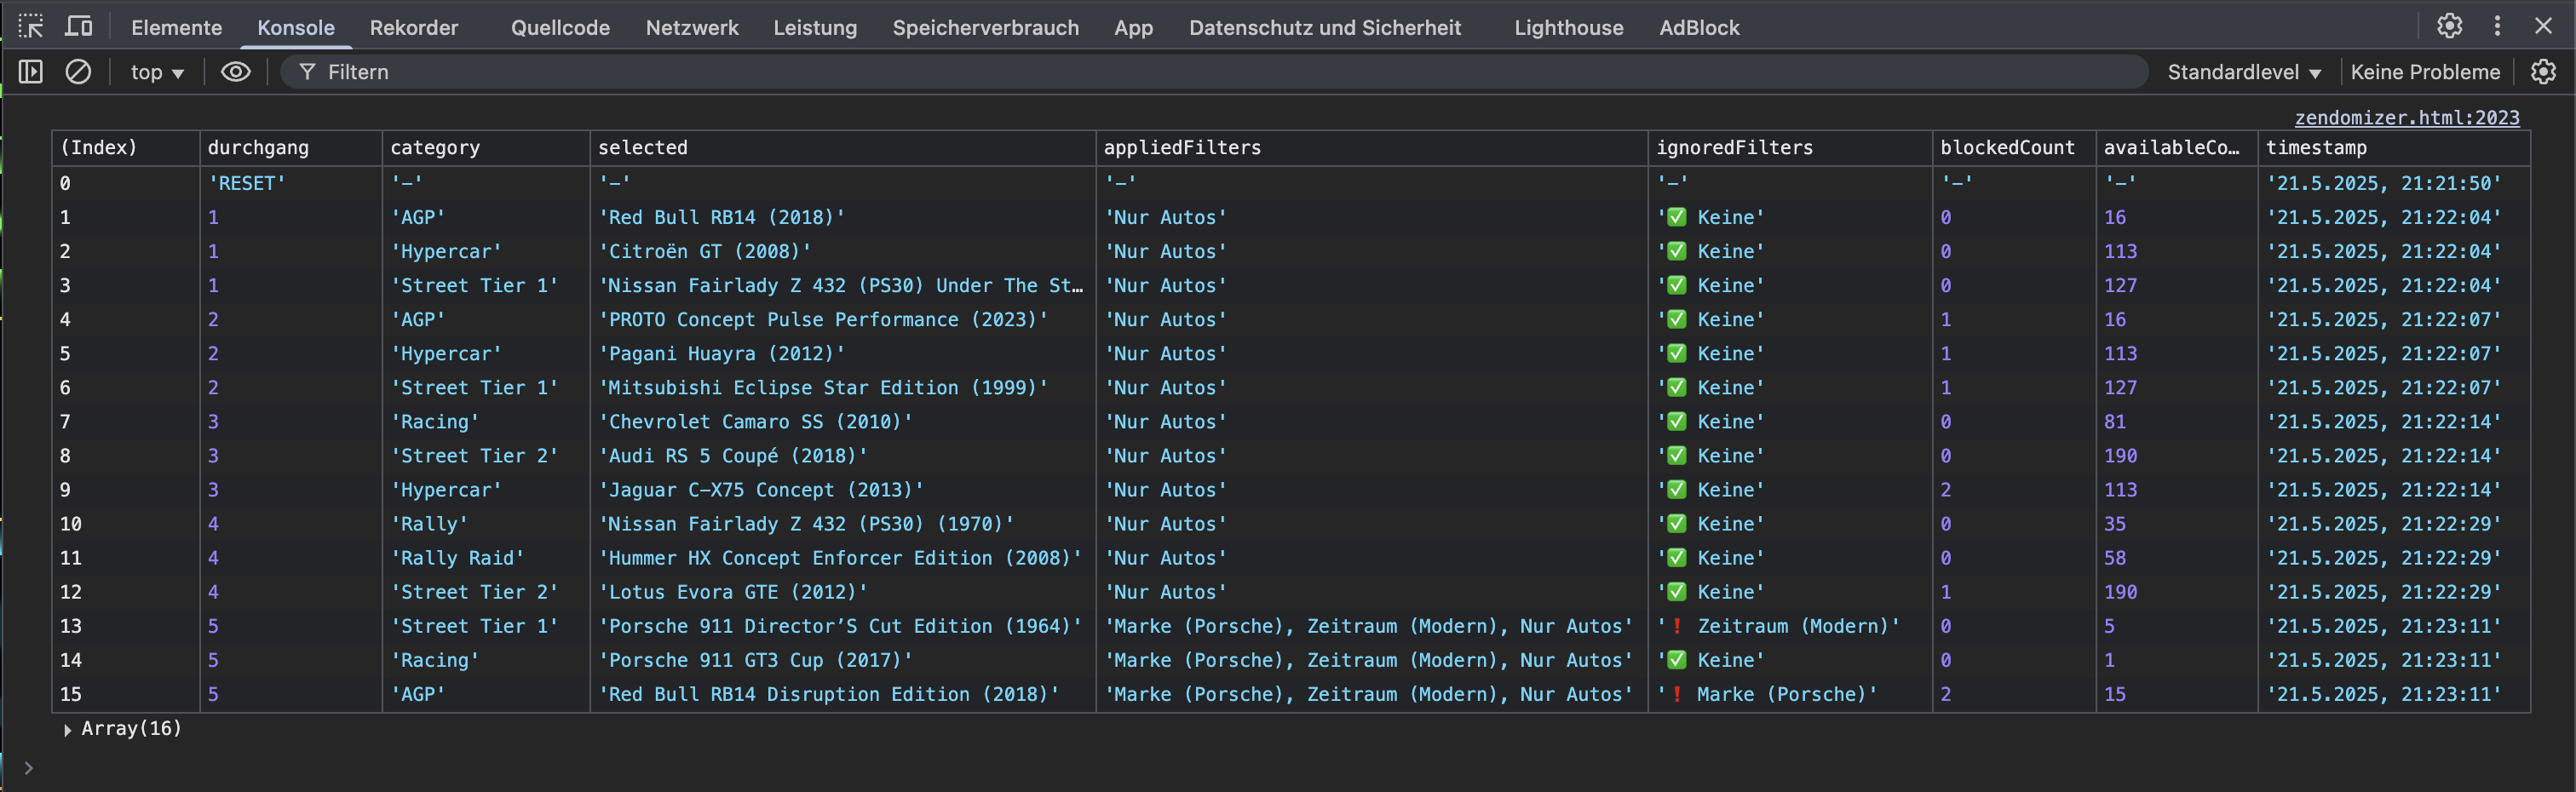 Elemente Konsole Rekorder Quellcode Netzwerk Leistung Speicherverbrauch App Datenschutz und Sicherheit Lighthouse AdBlock
top Filtern Standardlevel Keine Probleme
zendomizer.html:2023
(Index) durchgang category selected appliedFilters ignoredFilters blockedCount availableCo… timestamp
0 'RESET' '–' '–' '–' '–' '–' '–' '21.5.2025, 21:21:50'
1 1 'AGP' 'Red Bull RB14 (2018)' 'Nur Autos' '✅ Keine' 0 16 '21.5.2025, 21:22:04'
2 1 'Hypercar' 'Citroën GT (2008)' 'Nur Autos' '✅ Keine' 0 113 '21.5.2025, 21:22:04'
3 1 'Street Tier 1' 'Nissan Fairlady Z 432 (PS30) Under The St… 'Nur Autos' '✅ Keine' 0 127 '21.5.2025, 21:22:04'
4 2 'AGP' 'PROTO Concept Pulse Performance (2023)' 'Nur Autos' '✅ Keine' 1 16 '21.5.2025, 21:22:07'
5 2 'Hypercar' 'Pagani Huayra (2012)' 'Nur Autos' '✅ Keine' 1 113 '21.5.2025, 21:22:07'
6 2 'Street Tier 1' 'Mitsubishi Eclipse Star Edition (1999)' 'Nur Autos' '✅ Keine' 1 127 '21.5.2025, 21:22:07'
7 3 'Racing' 'Chevrolet Camaro SS (2010)' 'Nur Autos' '✅ Keine' 0 81 '21.5.2025, 21:22:14'
8 3 'Street Tier 2' 'Audi RS 5 Coupé (2018)' 'Nur Autos' '✅ Keine' 0 190 '21.5.2025, 21:22:14'
9 3 'Hypercar' 'Jaguar C-X75 Concept (2013)' 'Nur Autos' '✅ Keine' 2 113 '21.5.2025, 21:22:14'
10 4 'Rally' 'Nissan Fairlady Z 432 (PS30) (1970)' 'Nur Autos' '✅ Keine' 0 35 '21.5.2025, 21:22:29'
11 4 'Rally Raid' 'Hummer HX Concept Enforcer Edition (2008)' 'Nur Autos' '✅ Keine' 0 58 '21.5.2025, 21:22:29'
12 4 'Street Tier 2' 'Lotus Evora GTE (2012)' 'Nur Autos' '✅ Keine' 1 190 '21.5.2025, 21:22:29'
13 5 'Street Tier 1' 'Porsche 911 Director’S Cut Edition (1964)' 'Marke (Porsche), Zeitraum (Modern), Nur Autos' '❗ Zeitraum (Modern)' 0 5 '21.5.2025, 21:23:11'
14 5 'Racing' 'Porsche 911 GT3 Cup (2017)' 'Marke (Porsche), Zeitraum (Modern), Nur Autos' '✅ Keine' 0 1 '21.5.2025, 21:23:11'
15 5 'AGP' 'Red Bull RB14 Disruption Edition (2018)' 'Marke (Porsche), Zeitraum (Modern), Nur Autos' '❗ Marke (Porsche)' 2 15 '21.5.2025, 21:23:11'
Array(16)